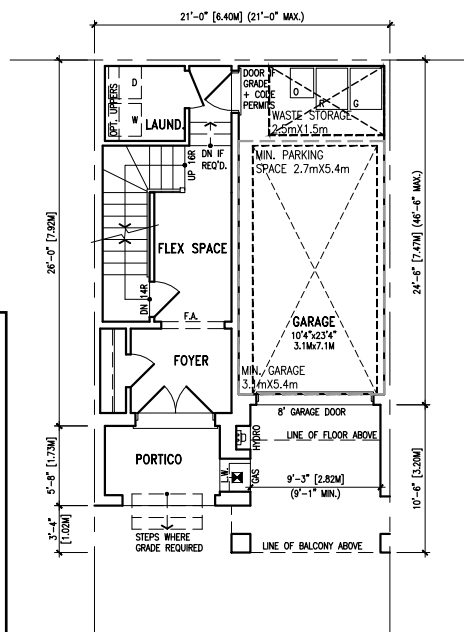 21'-0" [6.40M] (21'-0" MAX.)
OPT. UPPERS
D
W
LAUND.
DOOR IF
GRADE
+ CODE
PERMITS
O
R
G
WASTE STORAGE
2.5mX1.5m
DN IF
REQ'D.
UP 16R
MIN. PARKING
SPACE 2.7mX5.4m
26'-0" [7.92M]
24'-6" [7.47M] (46'-6" MAX.)
FLEX SPACE
DN 14R
F.A.
GARAGE
10'4"x23'4"
3.1Mx7.1M
FOYER
MIN. GARAGE
3.1mX5.4m
8' GARAGE DOOR
HYDRO
LINE OF FLOOR ABOVE
5'-8" [1.73M]
PORTICO
L.W.
GAS
9'-3" [2.82M]
(9'-1" MIN.)
10'-6" [3.20M]
3'-4"
[1.02M]
STEPS WHERE
GRADE REQUIRED
LINE OF BALCONY ABOVE